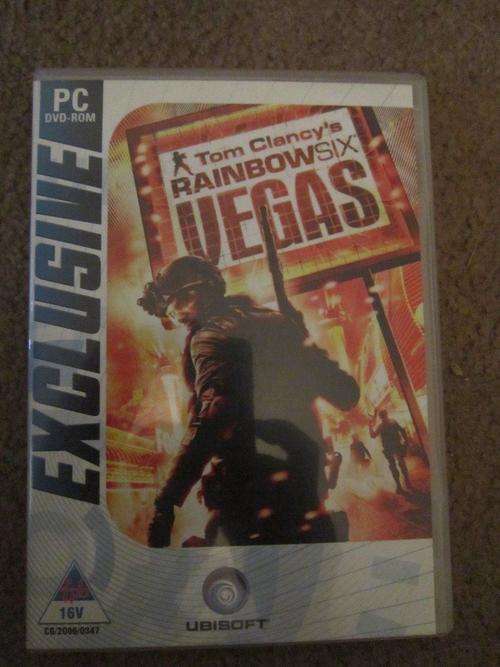 PC
DVD-ROM
EXCLUSIVE
Tom Clancy's
RAINBOWSIX
VEGAS
16V
CG/2006/0347
UBISOFT